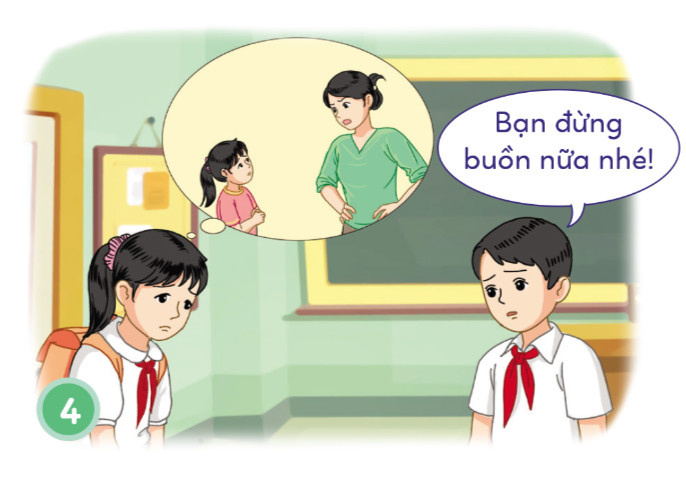 Bạn đừng
buồn nữa nhé!
4